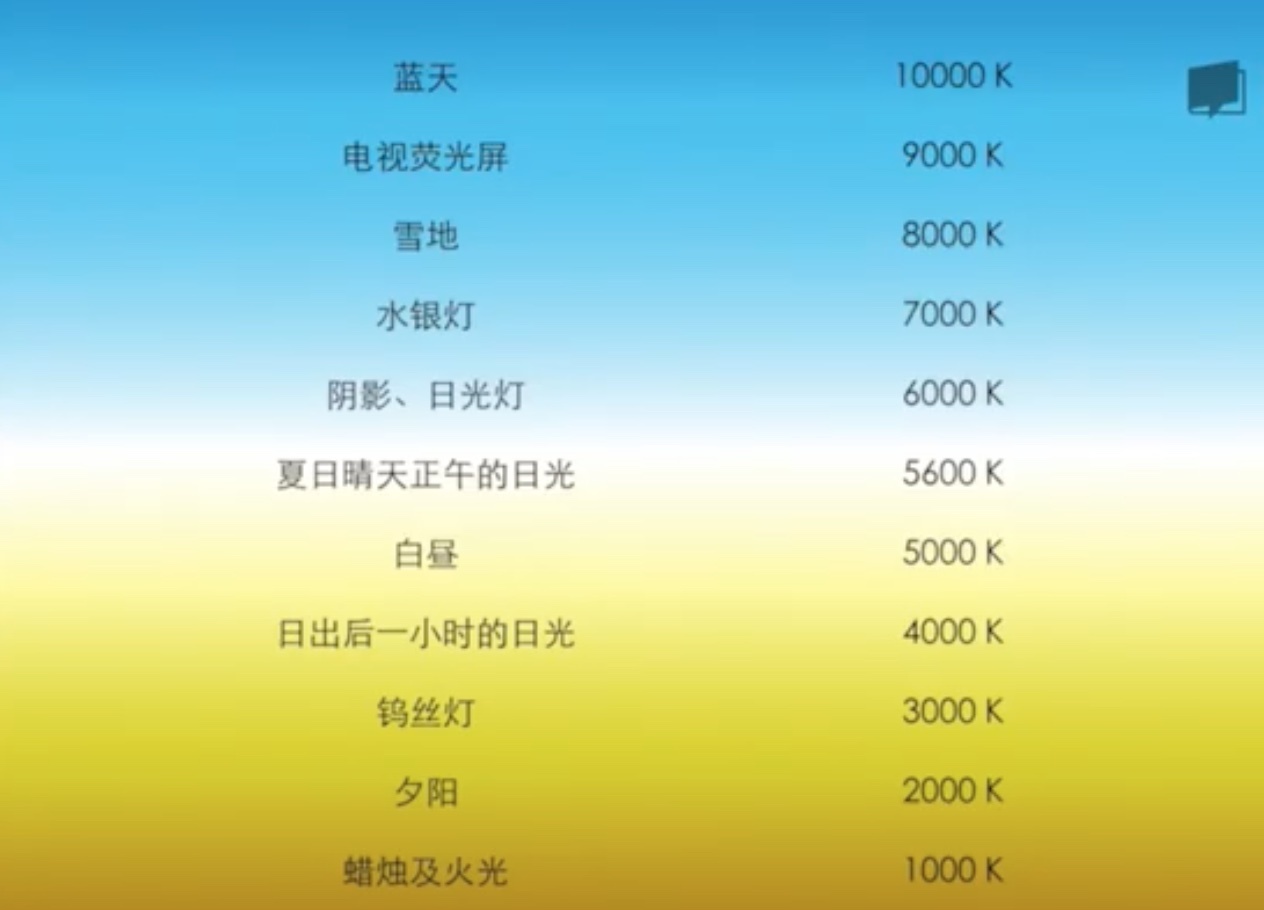 蓝天 10000 K
电视荧光屏 9000 K
雪地 8000 K
水银灯 7000 K
阴影、日光灯 6000 K
夏日晴天正午的日光 5600 K
白昼 5000 K
日出后一小时的日光 4000 K
钨丝灯 3000 K
夕阳 2000 K
蜡烛及火光 1000 K